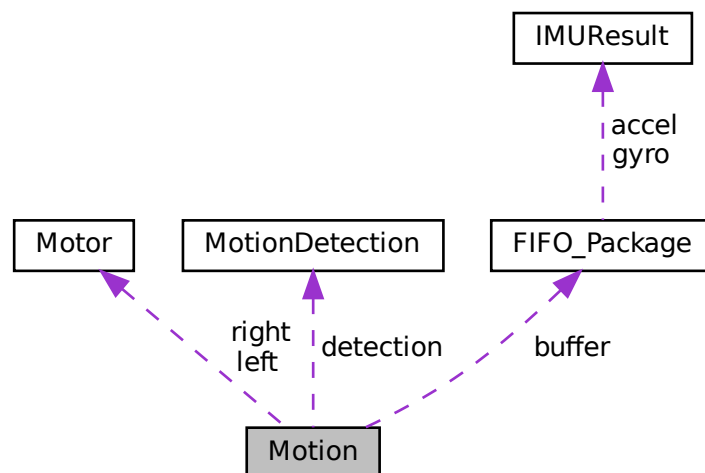 IMUResult
accel
gyro
Motor
MotionDetection
FIFO_Package
right
left
detection
buffer
Motion